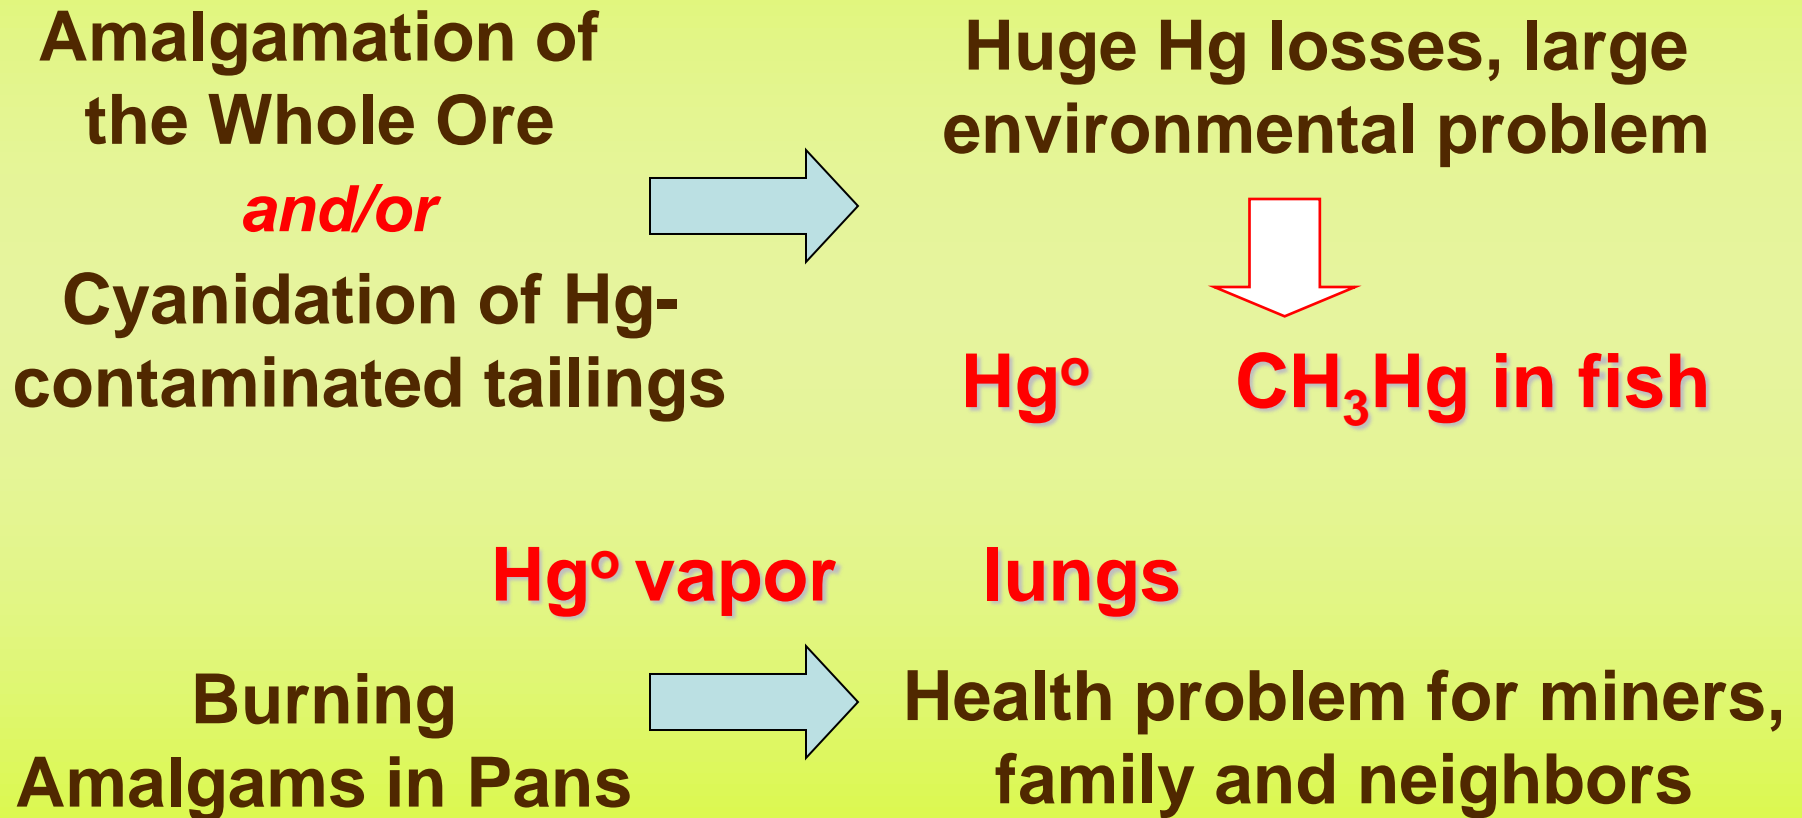 Amalgamation of
the Whole Ore
and/or
Cyanidation of Hg-
contaminated tailings
Huge Hg losses, large
environmental problem
Hgº CH₃Hg in fish
Hgº vapor lungs
Burning
Amalgams in Pans
Health problem for miners,
family and neighbors